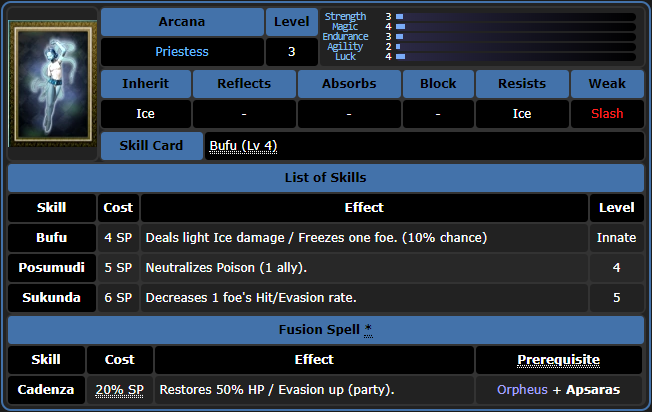 Arcana Level
Priestess 3
Strength 3
Magic 4
Endurance 3
Agility 2
Luck 4
Inherit Reflects Absorbs Block Resists Weak
Ice - - - Ice Slash
Skill Card Bufu (Lv 4)
List of Skills
Skill Cost Effect Level
Bufu 4 SP Deals light Ice damage / Freezes one foe. (10% chance) Innate
Posumudi 5 SP Neutralizes Poison (1 ally). 4
Sukunda 6 SP Decreases 1 foe's Hit/Evasion rate. 5
Fusion Spell *
Skill Cost Effect Prerequisite
Cadenza 20% SP Restores 50% HP / Evasion up (party). Orpheus + Apsaras